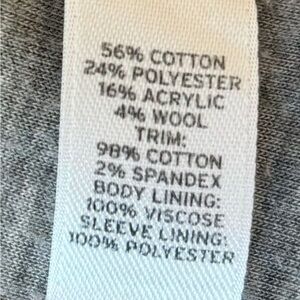 56% COTTON
24% POLYESTER
16% ACRYLIC
4% WOOL
TRIM:
98% COTTON
2% SPANDEX
BODY LINING:
100% VISCOSE
SLEEVE LINING:
100% POLYESTER